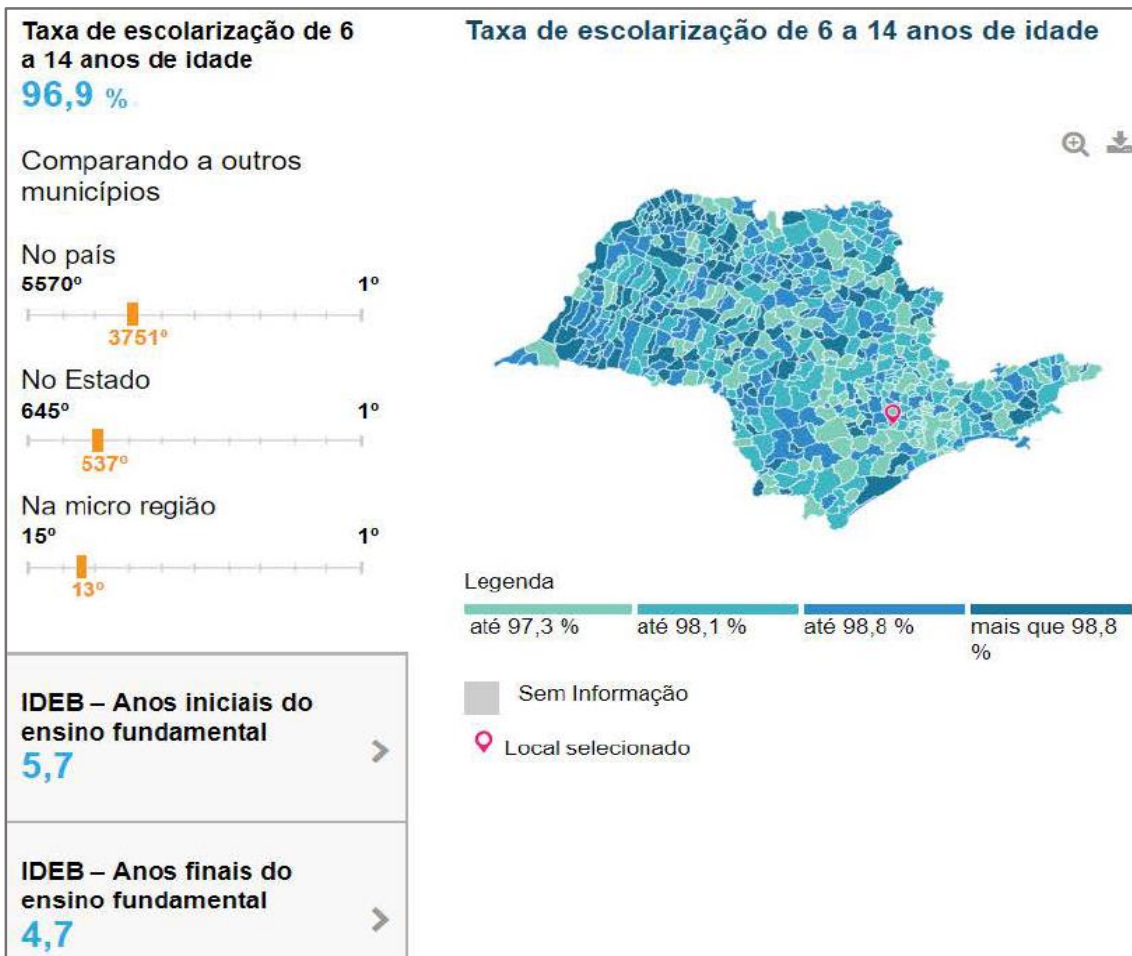 Taxa de escolarização de 6
a 14 anos de idade
96,9 %
Comparando a outros
municípios
No país
5570º 1º
3751º
No Estado
645º 1º
537º
Na micro região
15º 1º
13º
IDEB – Anos iniciais do
ensino fundamental
5,7
IDEB – Anos finais do
ensino fundamental
4,7
Taxa de escolarização de 6 a 14 anos de idade
Legenda
até 97,3 % até 98,1 % até 98,8 % mais que 98,8
%
Sem Informação
Local selecionado